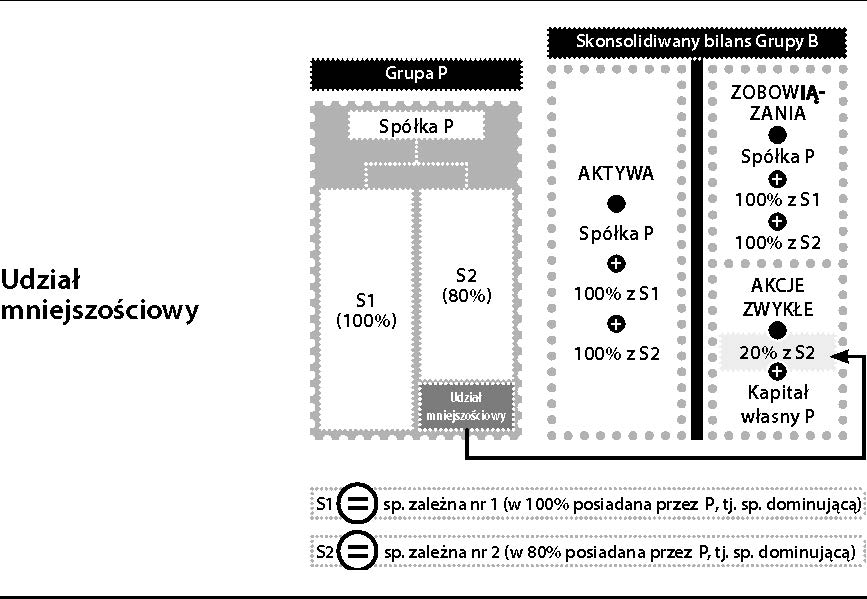 Udział
mniejszościowy
Grupa P
Spółka P
S1
(100%)
S2
(80%)
Udział
mniejszościowy
Skonsolidiwany bilans Grupy B
AKTYWA
Spółka P
+
100% z S1
+
100% z S2
ZOBOWIĄ-
ZANIA
Spółka P
+
100% z S1
+
100% z S2
AKCJE
ZWYKŁE
20% z S2
+
Kapitał
własny P
S1 = sp. zależna nr 1 (w 100% posiadana przez P, tj. sp. dominującą)
S2 = sp. zależna nr 2 (w 80% posiadana przez P, tj. sp. dominującą)